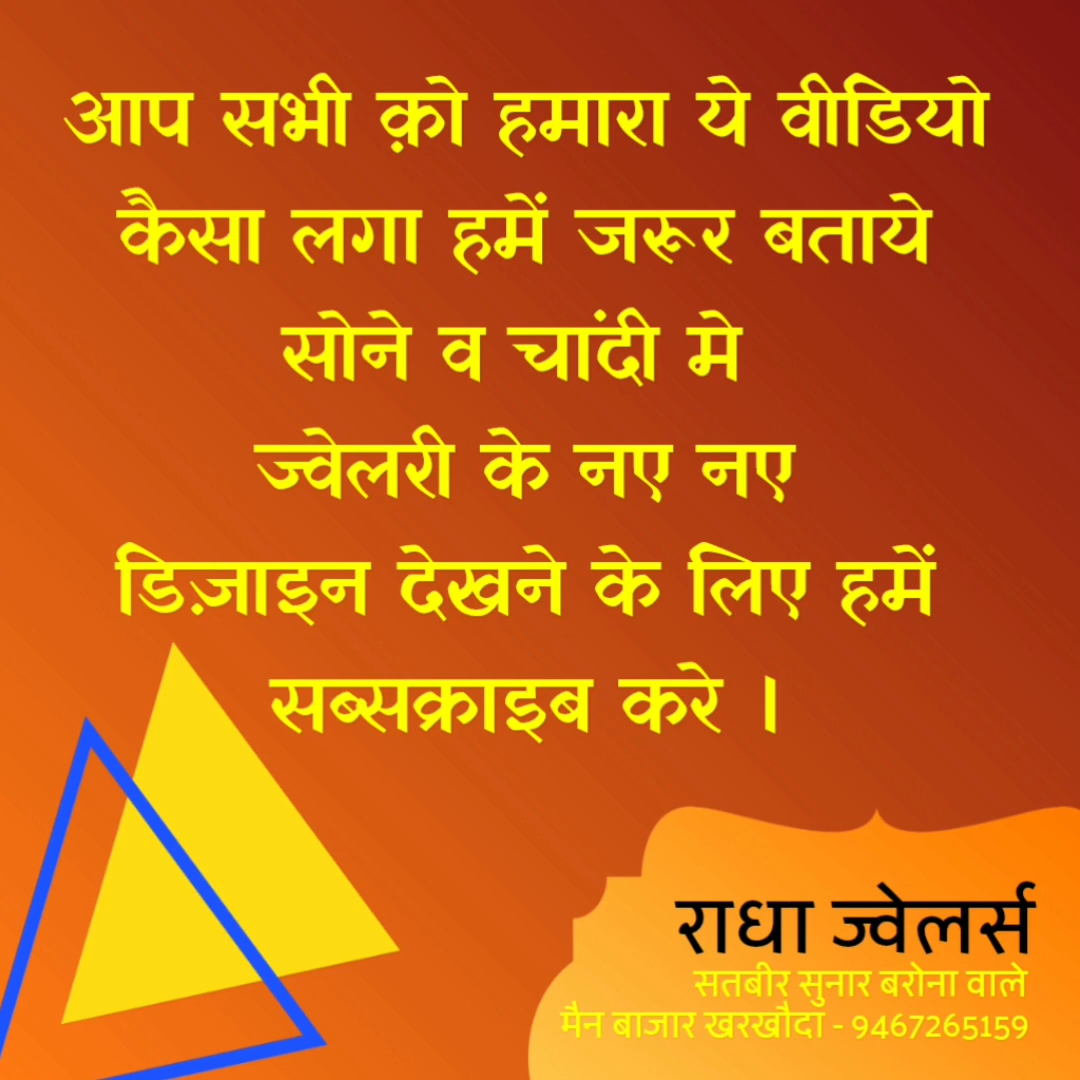 आप सभी क़ो हमारा ये वीडियो
कैसा लगा हमें जरूर बताये
सोने व चांदी मे
ज्वेलरी के नए नए
डिज़ाइन देखने के लिए हमें
सब्सक्राइब करे ।
राधा ज्वेलर्स
सतबीर सुनार बरोना वाले
मैन बाजार खरखौदा - 9467265159